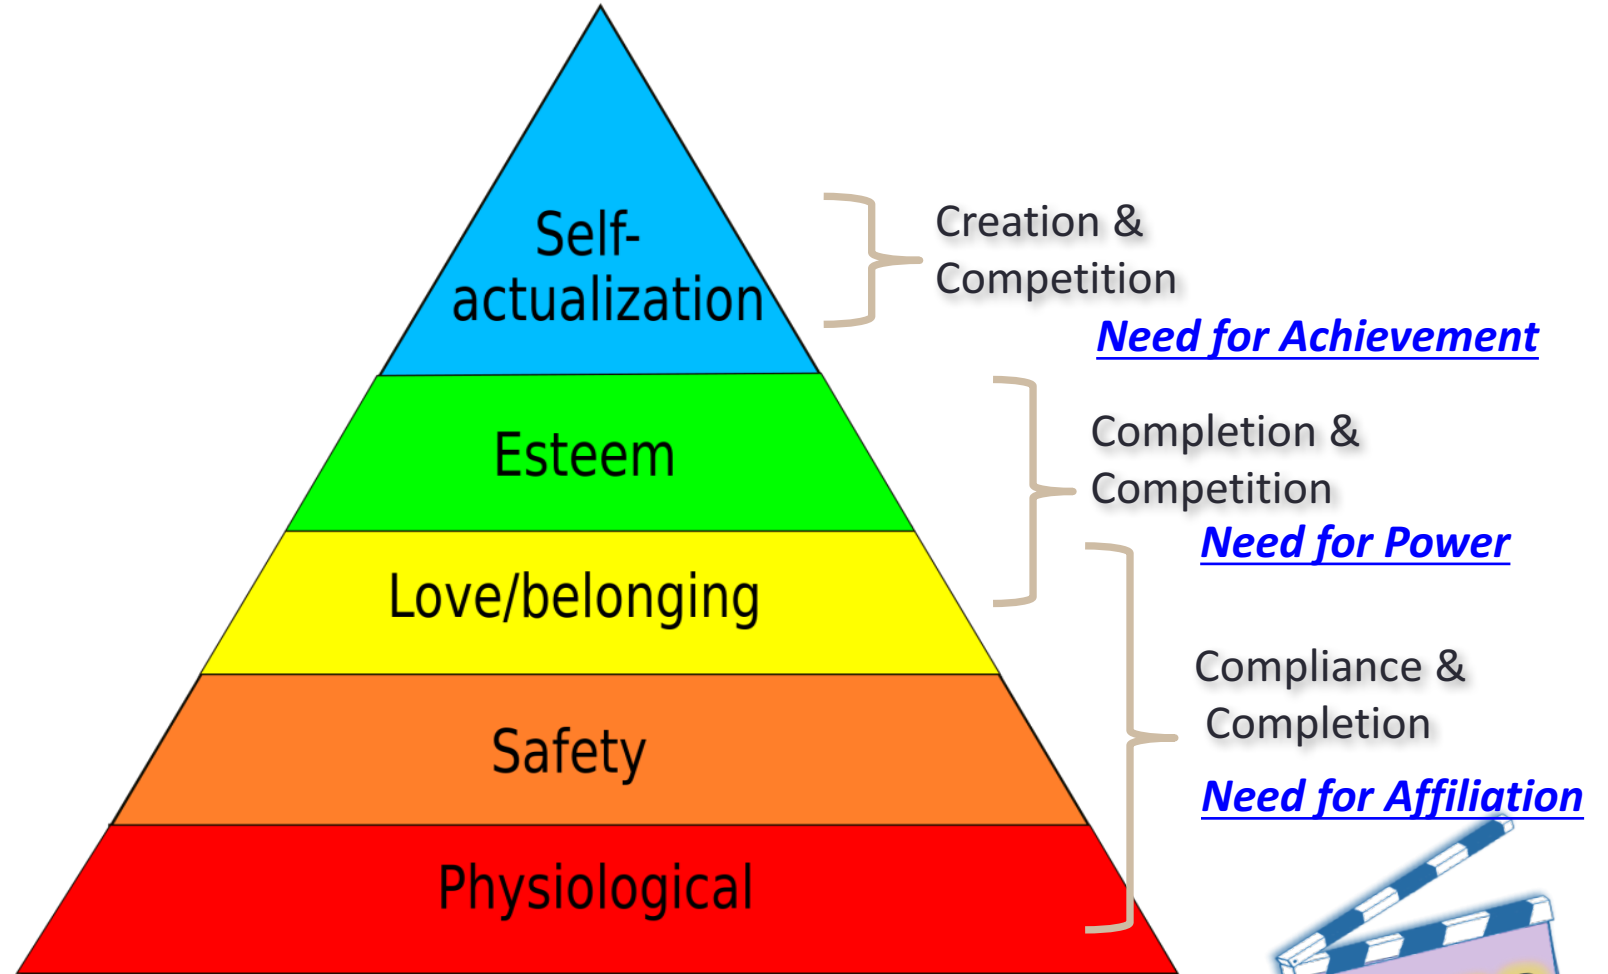 Self-
actualization
Creation &
Competition
Need for Achievement
Esteem
Completion &
Competition
Need for Power
Love/belonging
Compliance &
Completion
Safety
Need for Affiliation
Physiological